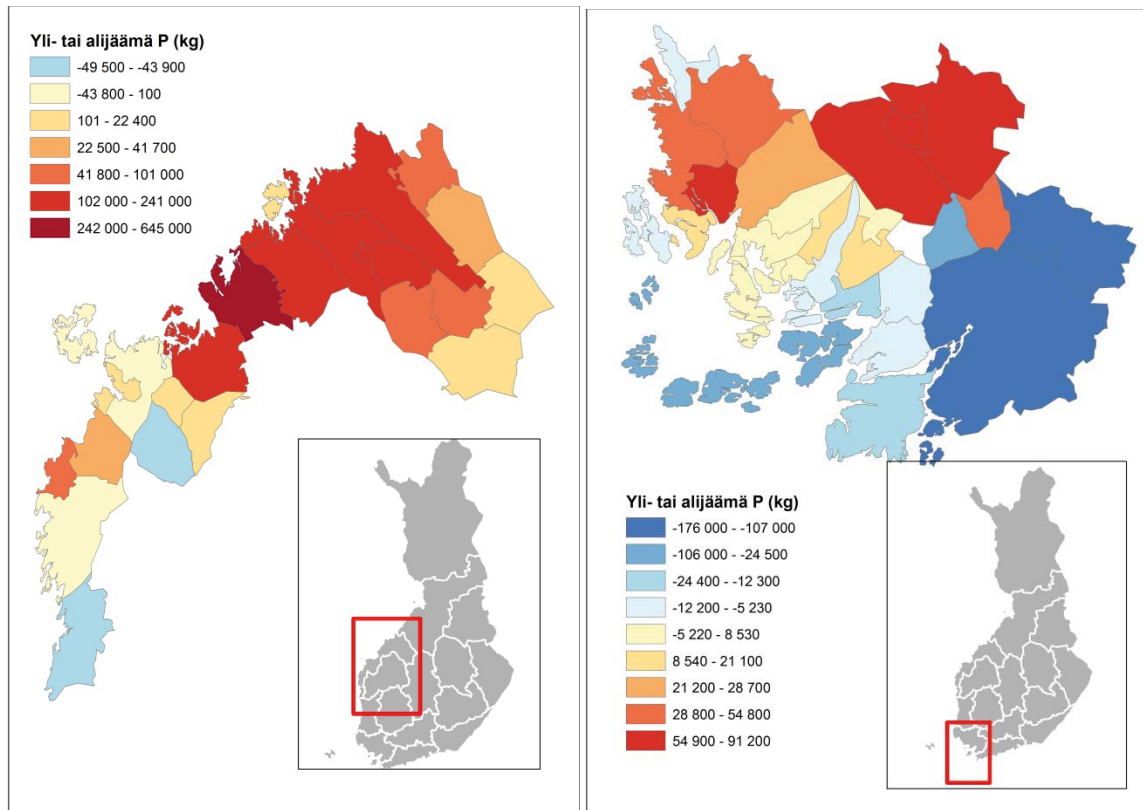 Yli- tai alijäämä P (kg)
-49 500 - -43 900
-43 800 - 100
101 - 22 400
22 500 - 41 700
41 800 - 101 000
102 000 - 241 000
242 000 - 645 000
Yli- tai alijäämä P (kg)
-176 000 - -107 000
-106 000 - -24 500
-24 400 - -12 300
-12 200 - -5 230
-5 220 - 8 530
8 540 - 21 100
21 200 - 28 700
28 800 - 54 800
54 900 - 91 200